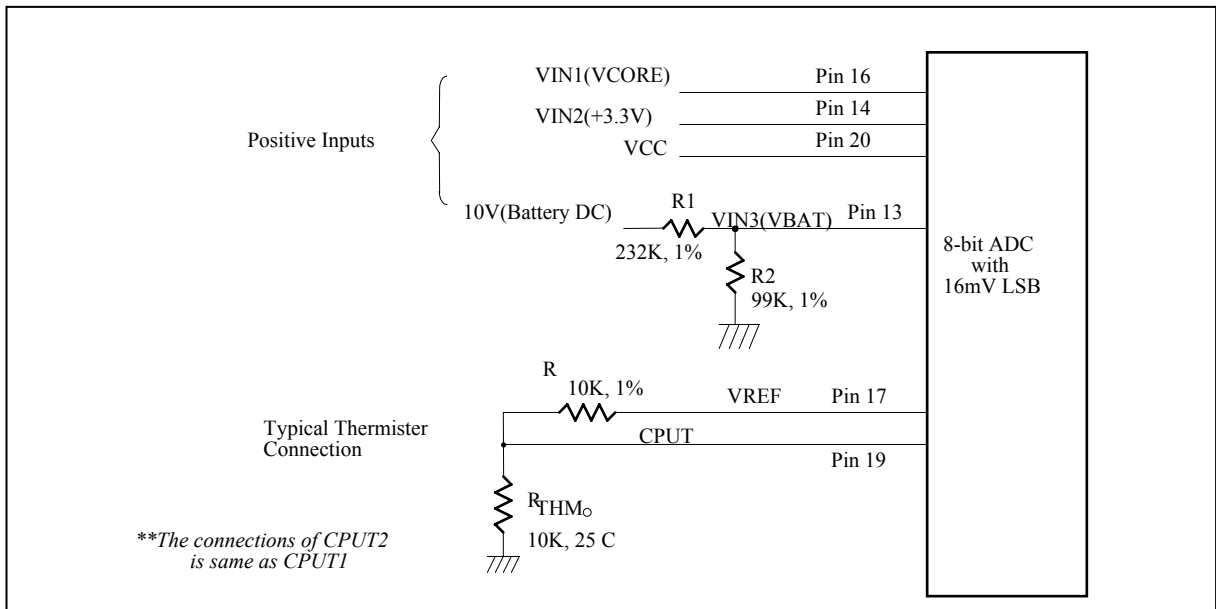 VIN1(VCORE) Pin 16
VIN2(+3.3V) Pin 14
Positive Inputs
VCC Pin 20
R1
10V(Battery DC) VIN3(VBAT) Pin 13
232K, 1%
R2
99K, 1%
8-bit ADC
with
16mV LSB
R
10K, 1%
VREF Pin 17
Typical Thermister
Connection
CPUT
Pin 19
RTHM
10K, 25 C
**The connections of CPUT2
is same as CPUT1